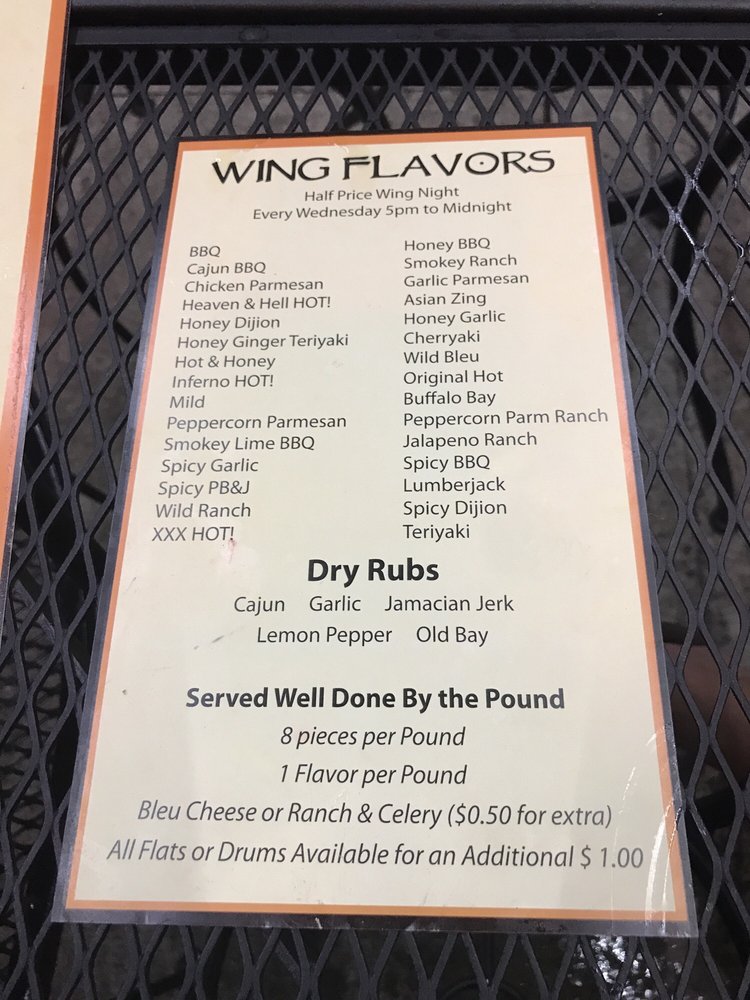 WING FLAVORS
Half Price Wing Night
Every Wednesday 5pm to Midnight
BBQ
Cajun BBQ
Chicken Parmesan
Heaven & Hell HOT!
Honey Dijion
Honey Ginger Teriyaki
Hot & Honey
Inferno HOT!
Mild
Peppercorn Parmesan
Smokey Lime BBQ
Spicy Garlic
Spicy PB&J
Wild Ranch
XXX HOT!
Honey BBQ
Smokey Ranch
Garlic Parmesan
Asian Zing
Honey Garlic
Cherryaki
Wild Bleu
Original Hot
Buffalo Bay
Peppercorn Parm Ranch
Jalapeno Ranch
Spicy BBQ
Lumberjack
Spicy Dijion
Teriyaki
Dry Rubs
Cajun Garlic Jamacian Jerk
Lemon Pepper Old Bay
Served Well Done By the Pound
8 pieces per Pound
1 Flavor per Pound
Bleu Cheese or Ranch & Celery ($0.50 for extra)
All Flats or Drums Available for an Additional $ 1.00